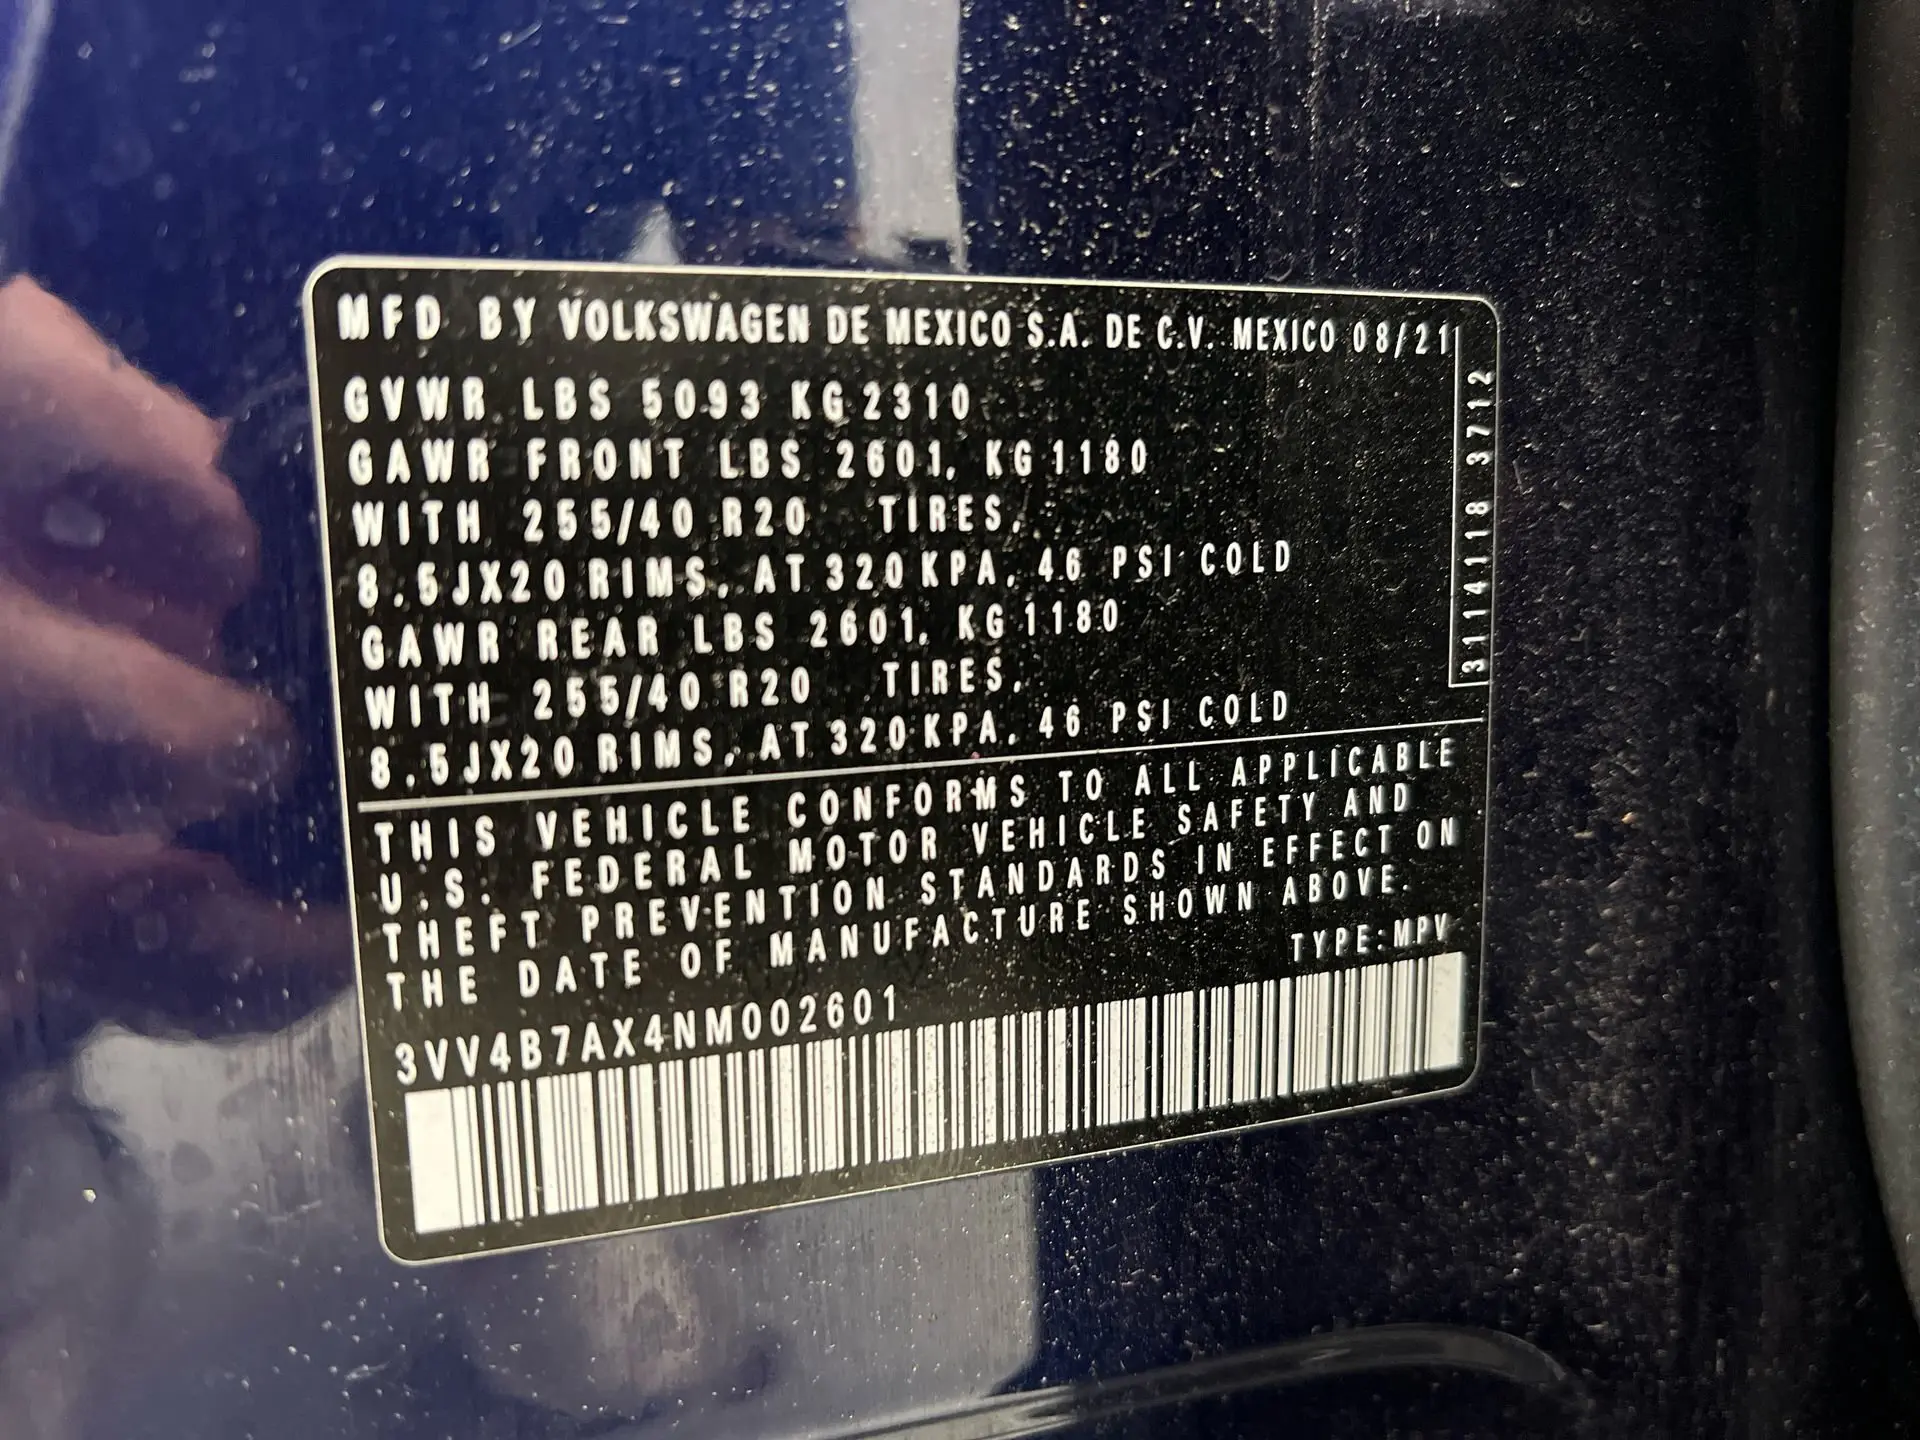 MFD BY VOLKSWAGEN DE MEXICO S.A. DE C.V. MEXICO 08/21
GVWR LBS 5093 KG 2310
GAWR FRONT LBS 2601, KG 1180
WITH 255/40 R20 TIRES,
8.5JX20 RIMS, AT 320 KPA, 46 PSI COLD
GAWR REAR LBS 2601, KG 1180
WITH 255/40 R20 TIRES,
8.5JX20 RIMS, AT 320 KPA, 46 PSI COLD
3114118 3712
THIS VEHICLE CONFORMS TO ALL APPLICABLE
U.S. FEDERAL MOTOR VEHICLE SAFETY AND
THEFT PREVENTION STANDARDS IN EFFECT ON
THE DATE OF MANUFACTURE SHOWN ABOVE.
TYPE:MPV
3VV4B7AX4NM002601